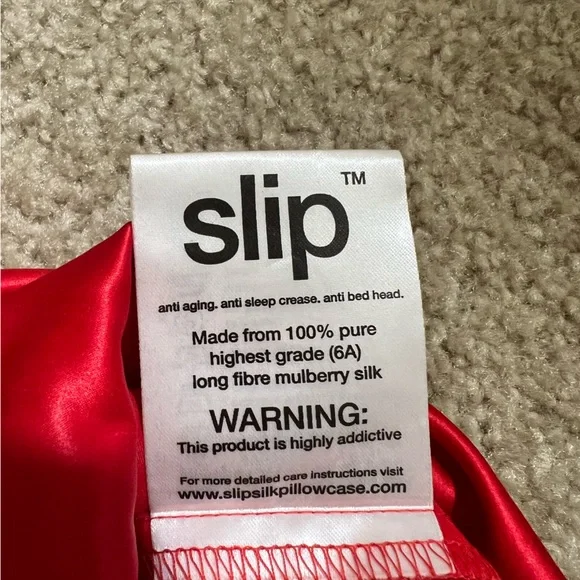 slip™
anti aging. anti sleep crease. anti bed head.
Made from 100% pure
highest grade (6A)
long fibre mulberry silk
WARNING:
This product is highly addictive
For more detailed care instructions visit
www.slipsilkpillowcase.com